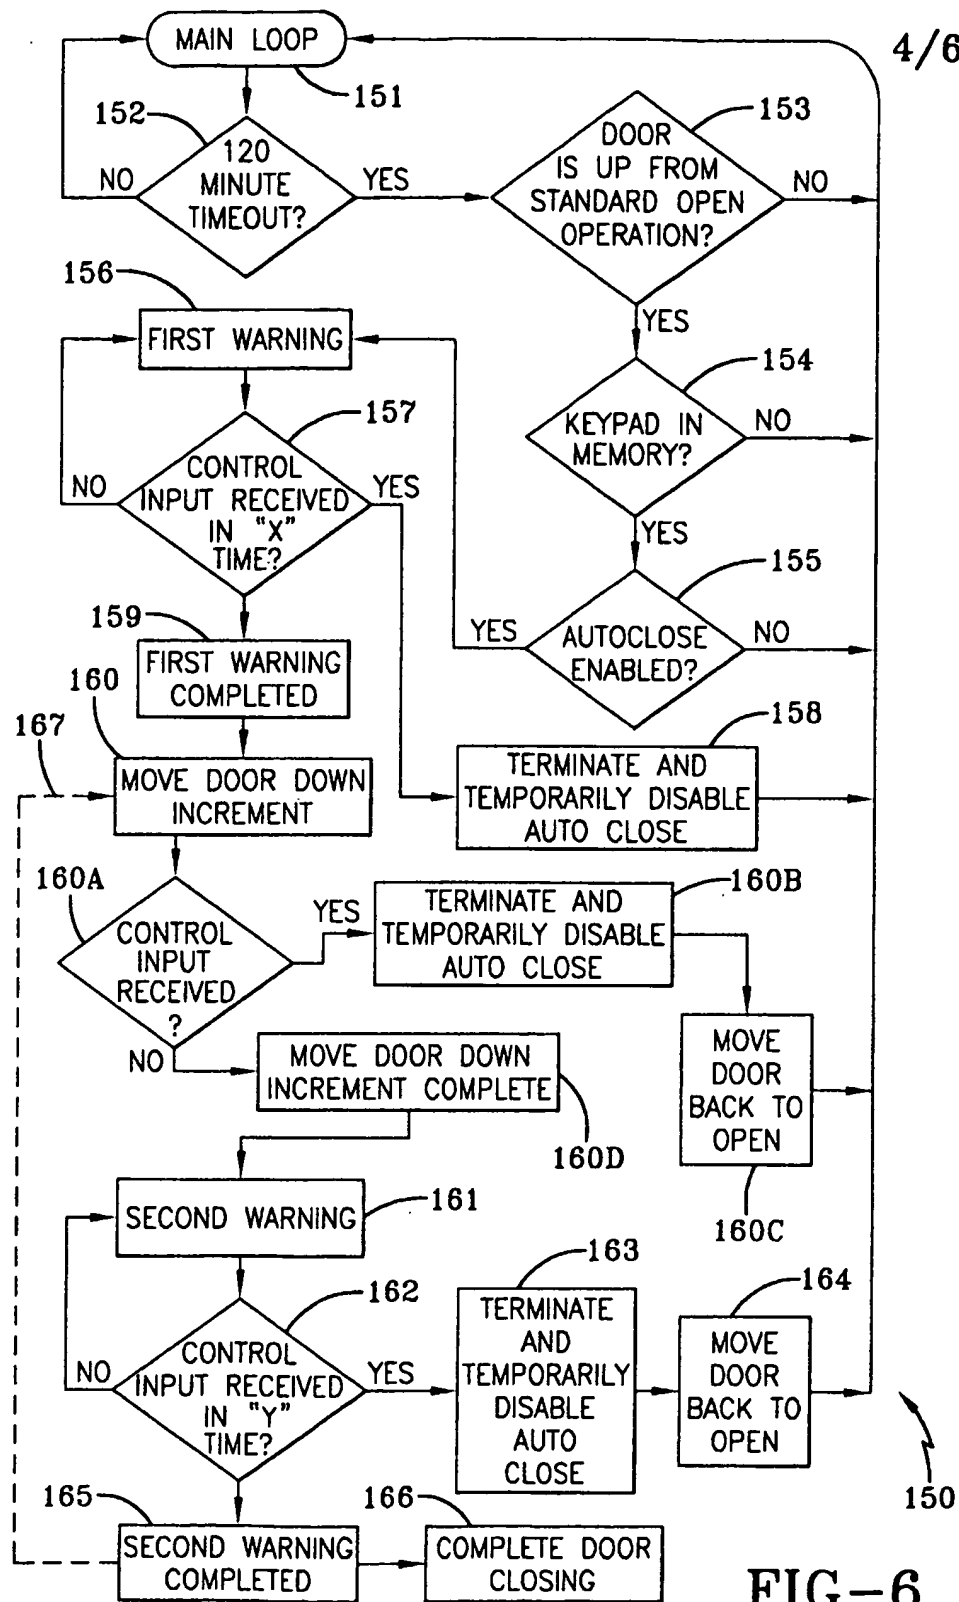 4/6
MAIN LOOP
151
152
120
MINUTE
TIMEOUT?
NO
YES
153
DOOR
IS UP FROM
STANDARD OPEN
OPERATION?
NO
YES
154
KEYPAD IN
MEMORY?
NO
YES
155
AUTOCLOSE
ENABLED?
NO
YES
156
FIRST WARNING
157
CONTROL
INPUT RECEIVED
IN "X"
TIME?
NO
YES
158
TERMINATE AND
TEMPORARILY DISABLE
AUTO CLOSE
159
FIRST WARNING
COMPLETED
160
167
MOVE DOOR DOWN
INCREMENT
160A
CONTROL
INPUT
RECEIVED
?
YES
NO
160B
TERMINATE AND
TEMPORARILY DISABLE
AUTO CLOSE
MOVE
DOOR
BACK TO
OPEN
160C
MOVE DOOR DOWN
INCREMENT COMPLETE
160D
SECOND WARNING
161
162
CONTROL
INPUT RECEIVED
IN "Y"
TIME?
NO
YES
163
TERMINATE
AND
TEMPORARILY
DISABLE
AUTO
CLOSE
164
MOVE
DOOR
BACK TO
OPEN
165
SECOND WARNING
COMPLETED
166
COMPLETE DOOR
CLOSING
150
FIG-6